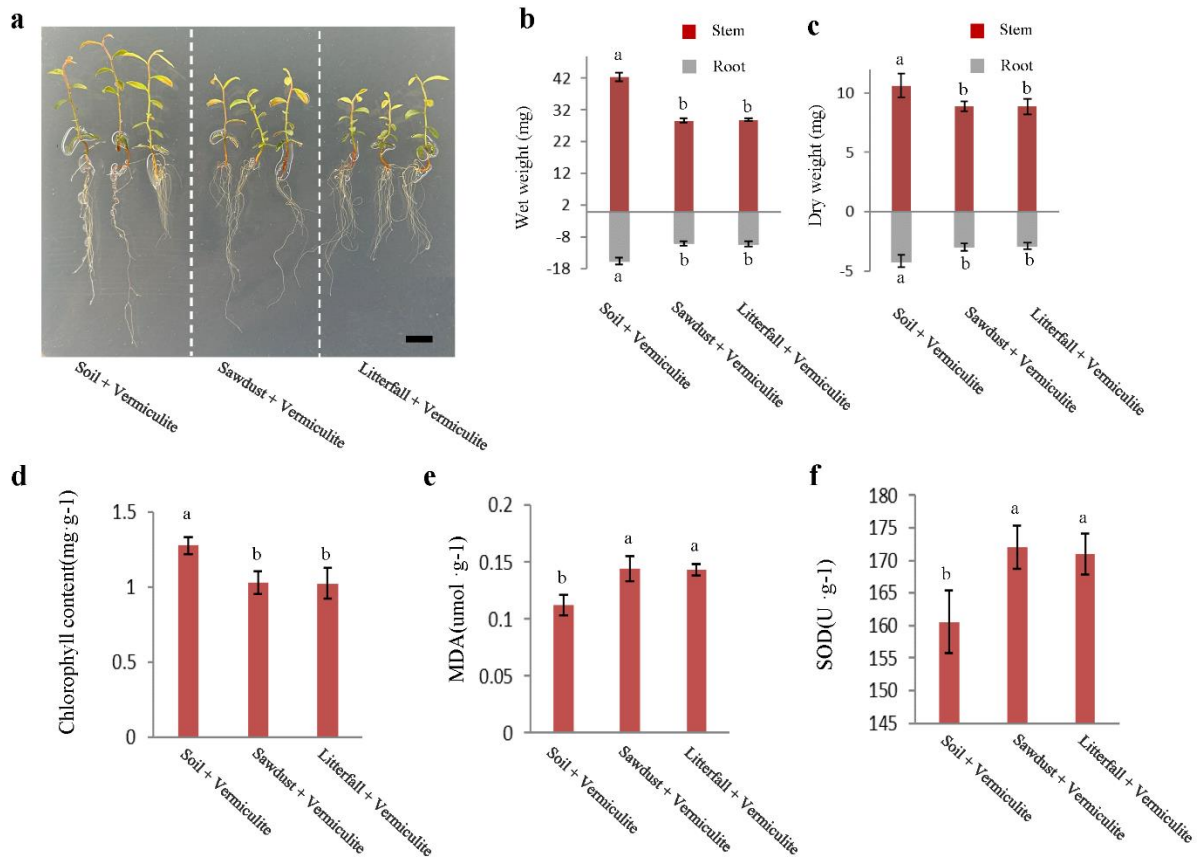 a
Soil + Vermiculite
Sawdust + Vermiculite
Litterfall + Vermiculite
b
Stem
Root
Wet weight (mg)
42
32
22
12
2
-8
-18
a
b
b
a
b
b
Soil + Vermiculite
Sawdust + Vermiculite
Litterfall + Vermiculite
c
Stem
Root
Dry weight (mg)
10
5
0
-5
a
b
b
a
b
b
Soil + Vermiculite
Sawdust + Vermiculite
Litterfall + Vermiculite
d
Chlorophyll content(mg·g-1)
1.5
1
0.5
0
a
b
b
Soil + Vermiculite
Sawdust + Vermiculite
Litterfall + Vermiculite
e
MDA(umol ·g-1)
0.2
0.15
0.1
0.05
0
b
a
a
Soil + Vermiculite
Sawdust + Vermiculite
Litterfall + Vermiculite
f
SOD(U ·g-1)
180
175
170
165
160
155
150
145
b
a
a
Soil + Vermiculite
Sawdust + Vermiculite
Litterfall + Vermiculite